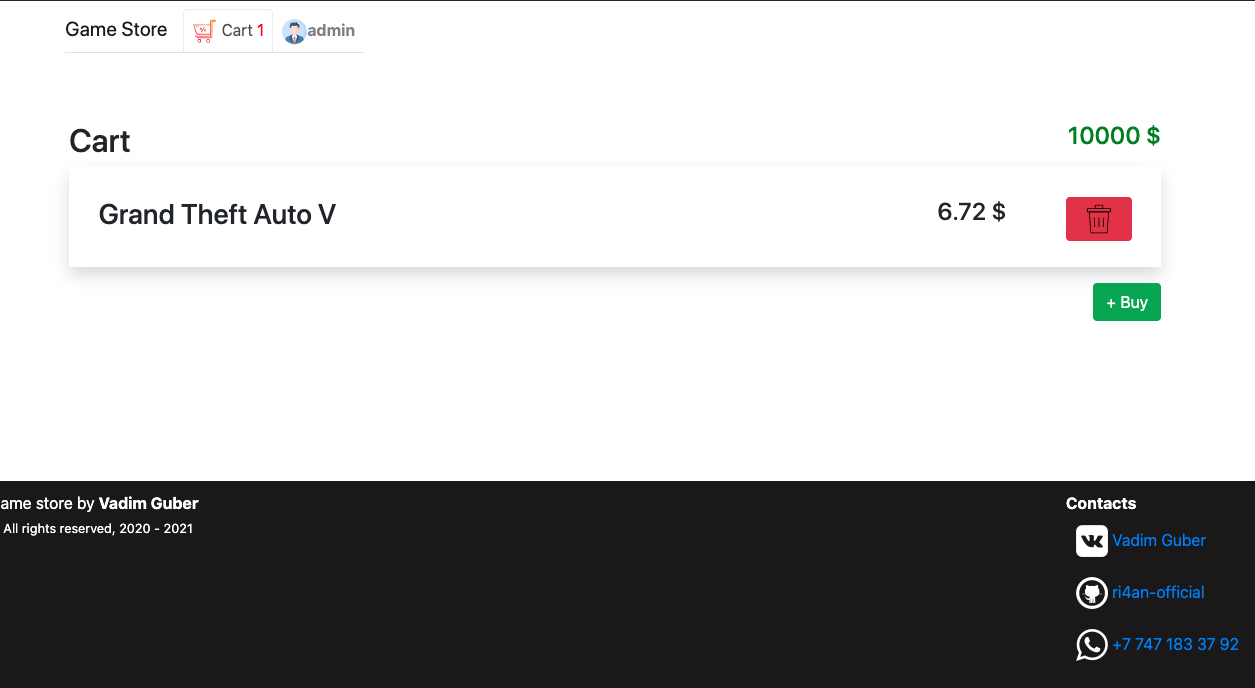 Game Store Cart 1 admin
Cart 10000 $
Grand Theft Auto V 6.72 $
+ Buy
ame store by Vadim Guber
All rights reserved, 2020 - 2021
Contacts
Vadim Guber
ri4an-official
+7 747 183 37 92